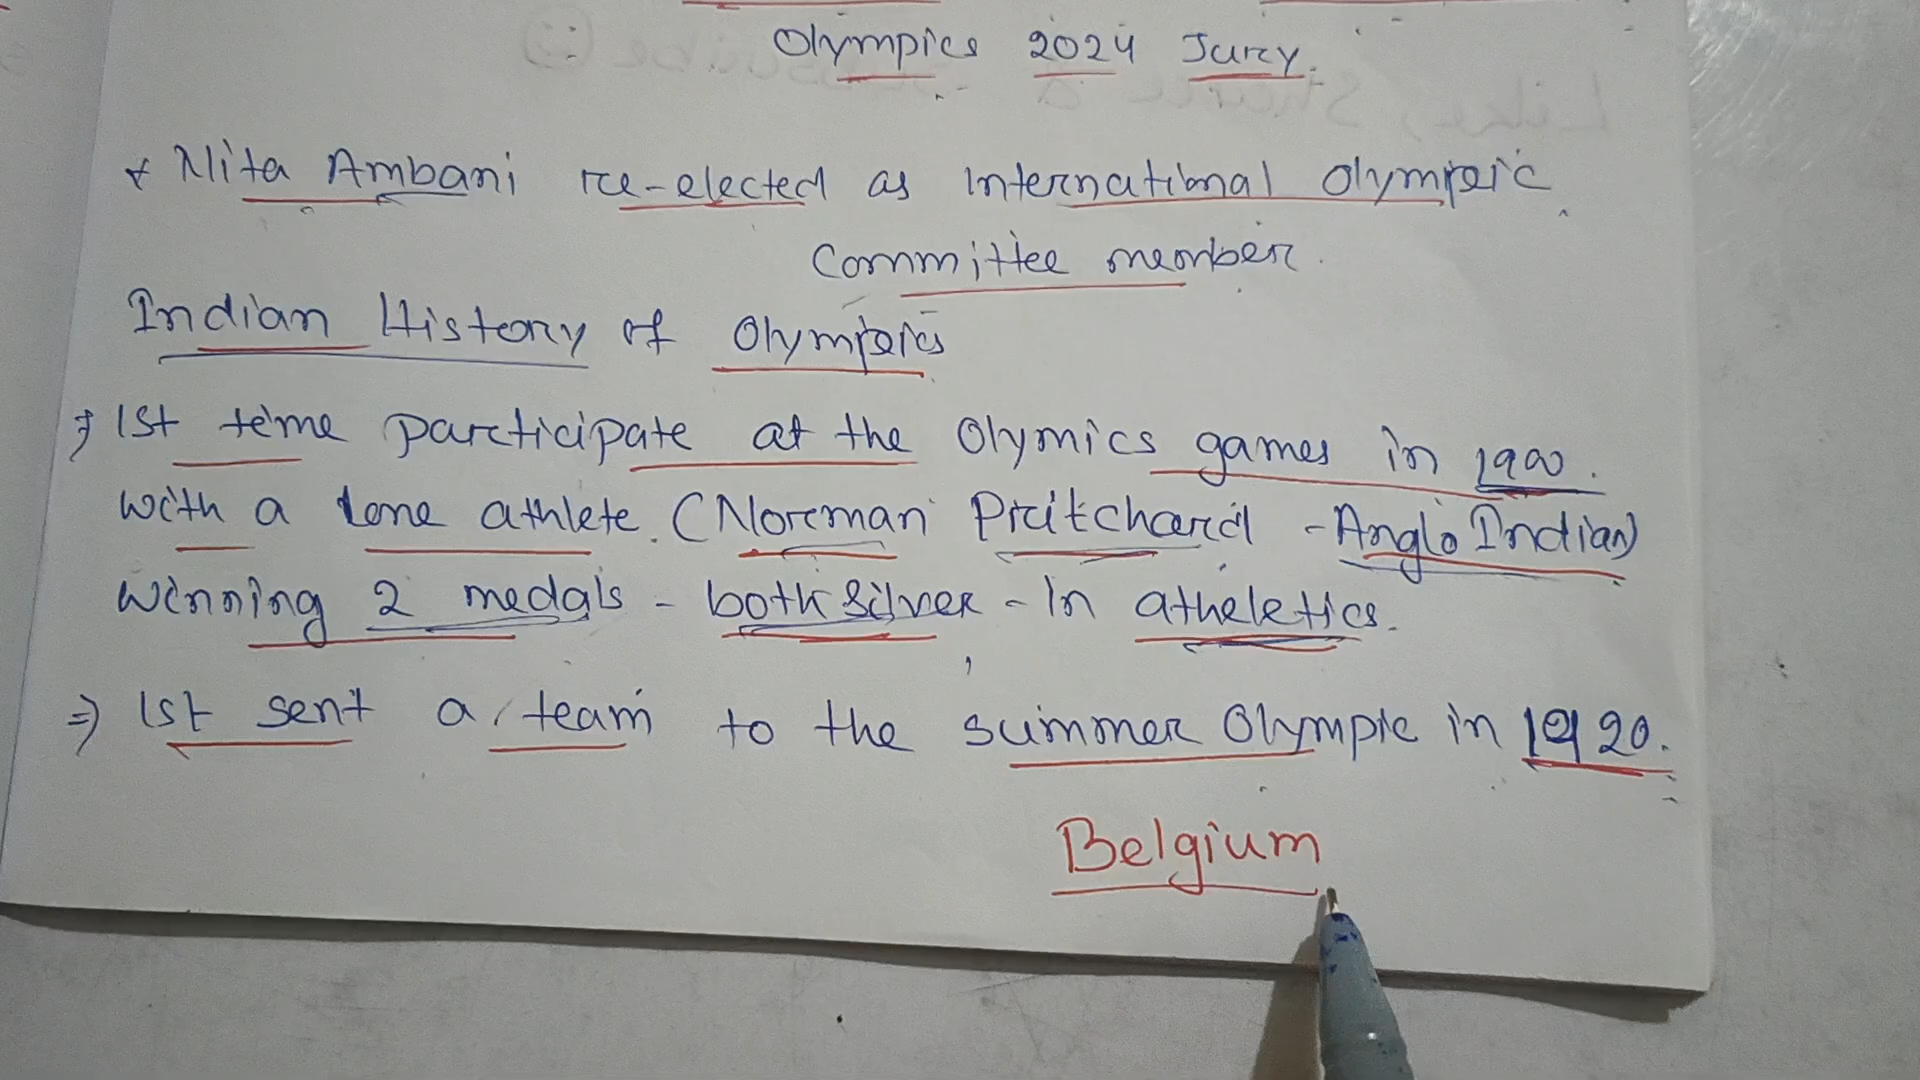 Olympics 2024 Jury.
* Nita Ambani re-elected as International Olympic
Committee member.
Indian History of Olympics
⇒ 1st time participate at the Olymics games in 1900.
with a lone athlete. (Norman Pritchard - Anglo Indian)
winning 2 medals - both silver - In atheletics.
⇒ 1st sent a team to the summer Olympic in 1920.
Belgium